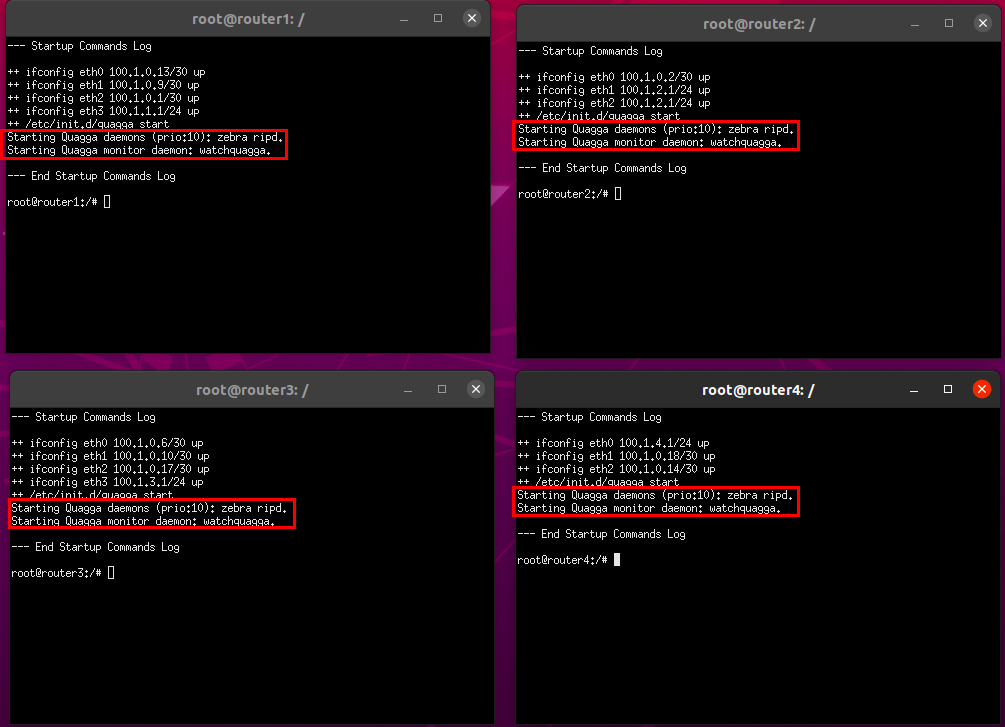 root@router1: /
--- Startup Commands Log
++ ifconfig eth0 100.1.0.13/30 up
++ ifconfig eth1 100.1.0.9/30 up
++ ifconfig eth2 100.1.0.1/30 up
++ ifconfig eth3 100.1.1.1/24 up
++ /etc/init.d/quagga start
Starting Quagga daemons (prio:10): zebra ripd.
Starting Quagga monitor daemon: watchquagga.
--- End Startup Commands Log
root@router1:/#
root@router2: /
--- Startup Commands Log
++ ifconfig eth0 100.1.0.2/30 up
++ ifconfig eth1 100.1.2.1/24 up
++ ifconfig eth2 100.1.2.1/24 up
++ /etc/init.d/quagga start
Starting Quagga daemons (prio:10): zebra ripd.
Starting Quagga monitor daemon: watchquagga.
--- End Startup Commands Log
root@router2:/#
root@router3: /
--- Startup Commands Log
++ ifconfig eth0 100.1.0.6/30 up
++ ifconfig eth1 100.1.0.10/30 up
++ ifconfig eth2 100.1.0.17/30 up
++ ifconfig eth3 100.1.3.1/24 up
++ /etc/init.d/quagga start
Starting Quagga daemons (prio:10): zebra ripd.
Starting Quagga monitor daemon: watchquagga.
--- End Startup Commands Log
root@router3:/#
root@router4: /
--- Startup Commands Log
++ ifconfig eth0 100.1.4.1/24 up
++ ifconfig eth1 100.1.0.18/30 up
++ ifconfig eth2 100.1.0.14/30 up
++ /etc/init.d/quagga start
Starting Quagga daemons (prio:10): zebra ripd.
Starting Quagga monitor daemon: watchquagga.
--- End Startup Commands Log
root@router4:/#